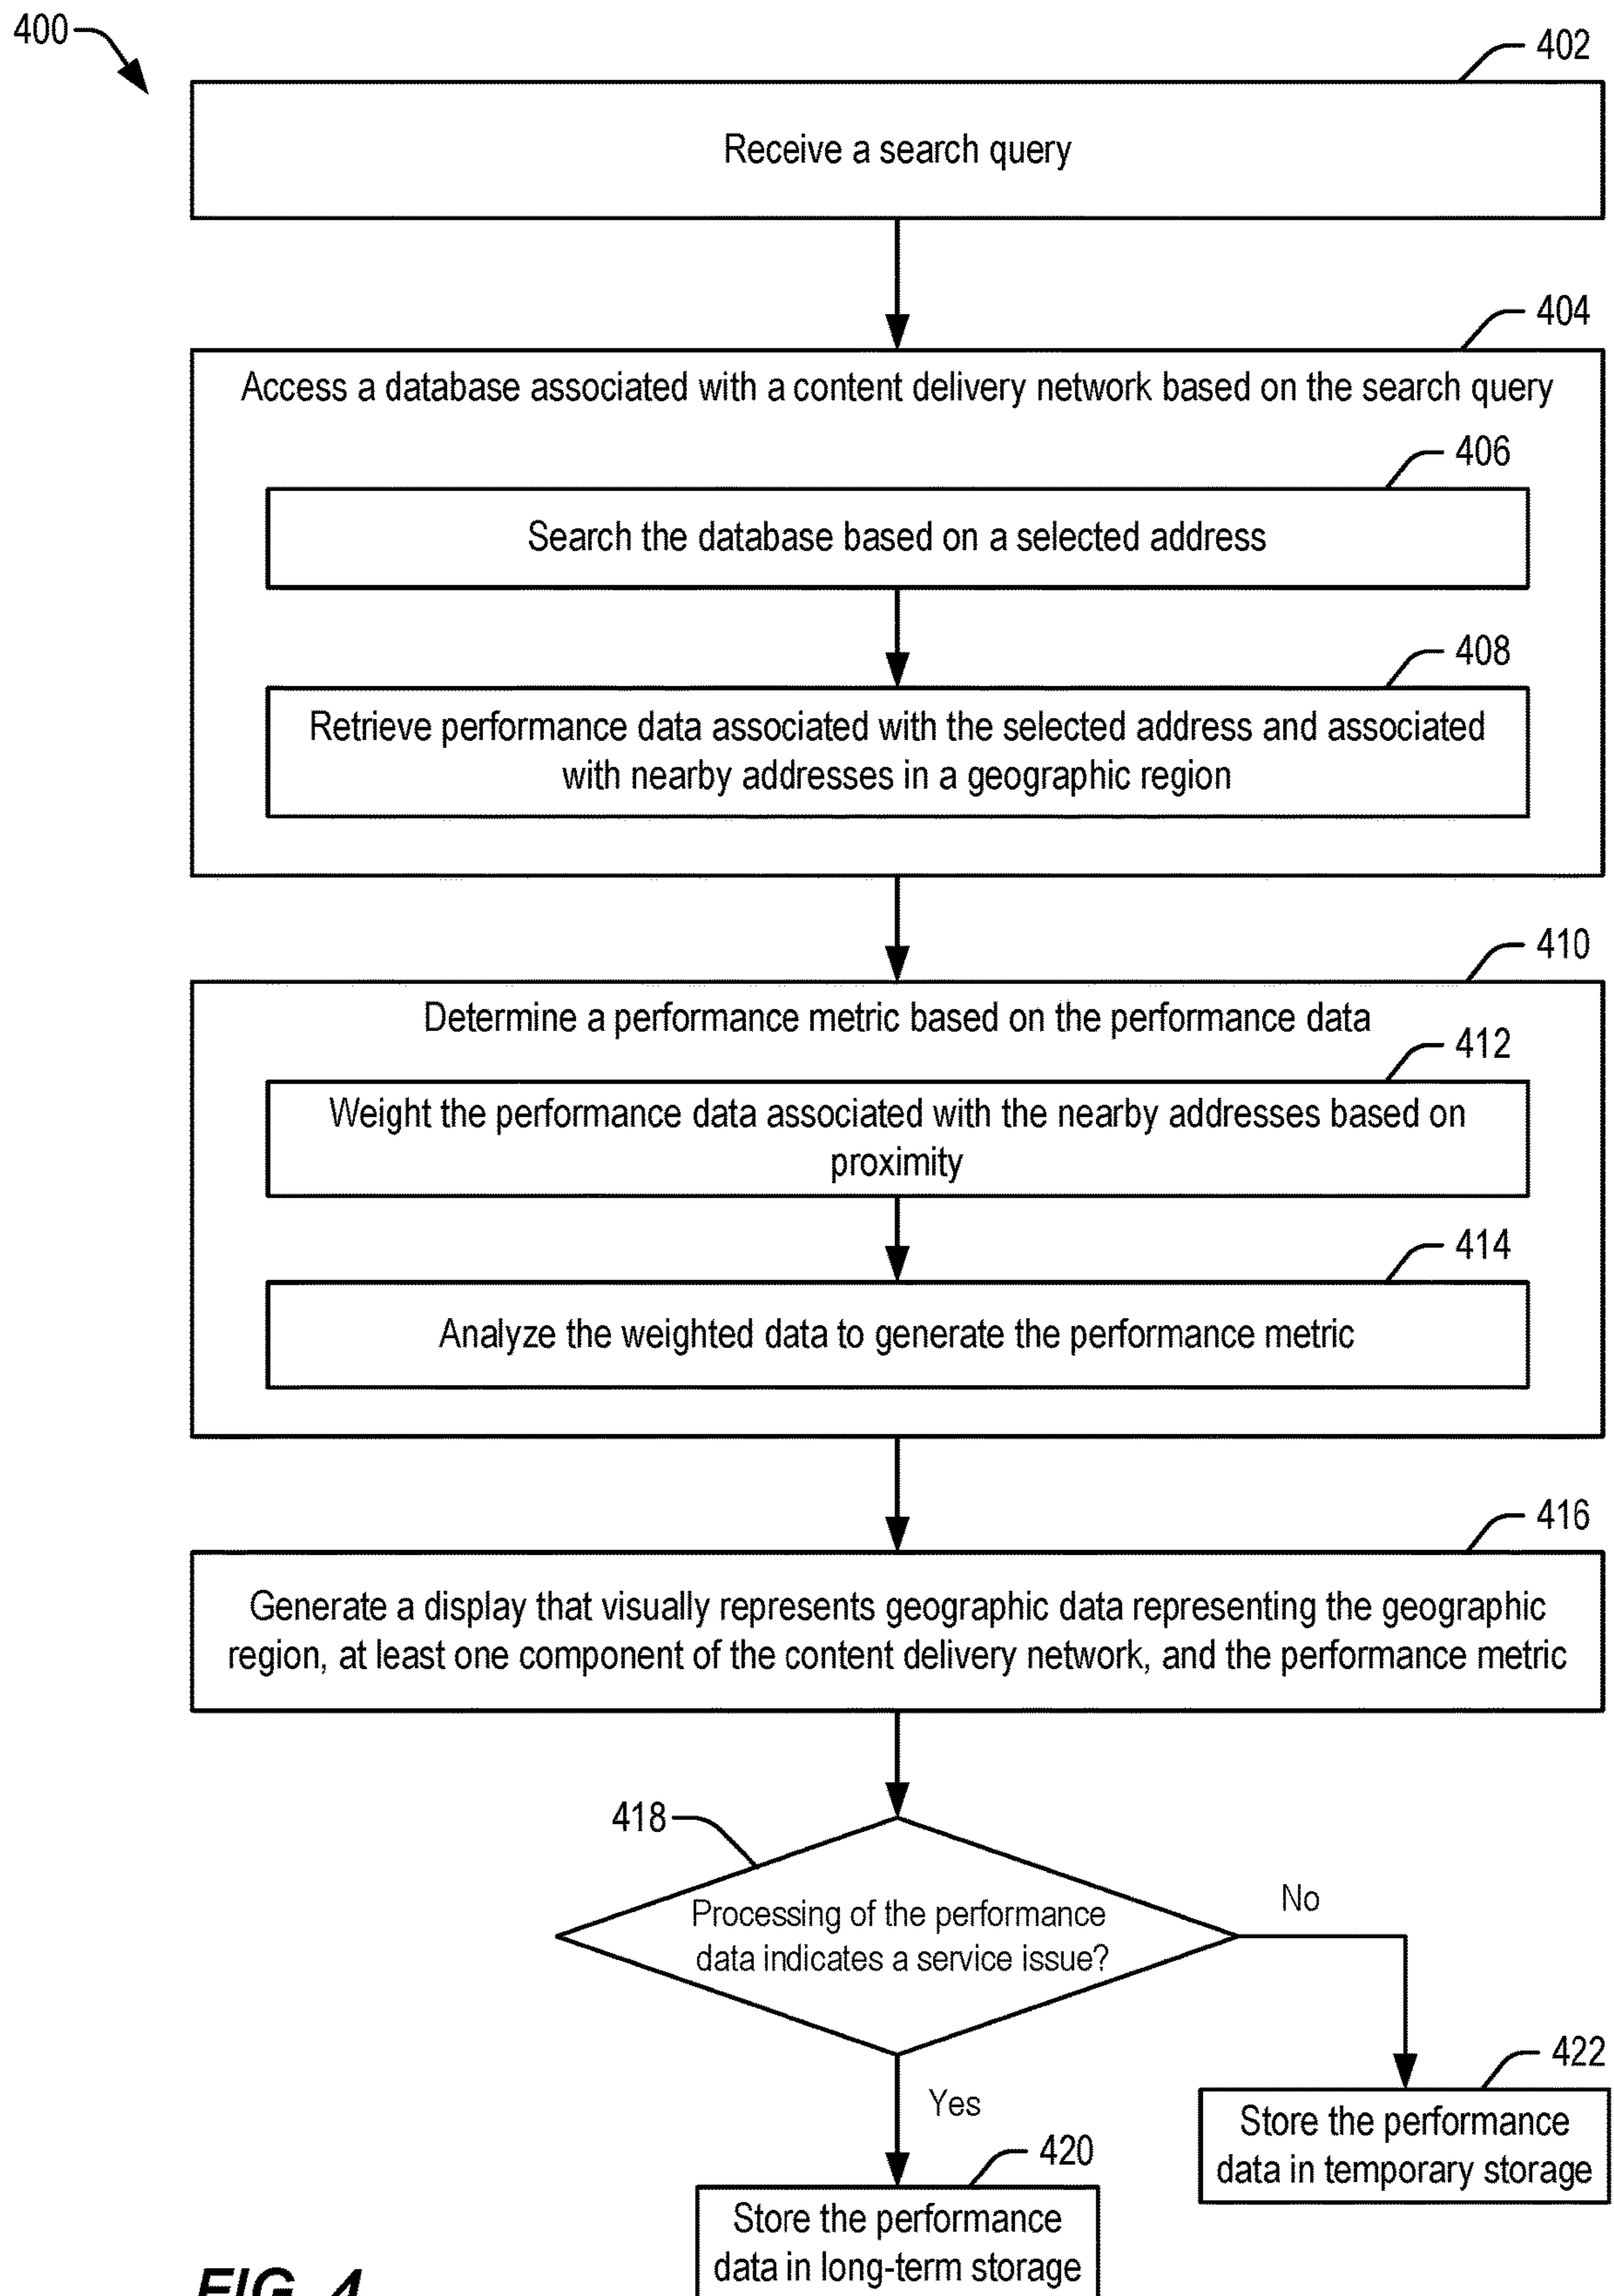 400
402
Receive a search query
404
Access a database associated with a content delivery network based on the search query
406
Search the database based on a selected address
408
Retrieve performance data associated with the selected address and associated
with nearby addresses in a geographic region
410
Determine a performance metric based on the performance data
412
Weight the performance data associated with the nearby addresses based on
proximity
414
Analyze the weighted data to generate the performance metric
416
Generate a display that visually represents geographic data representing the geographic
region, at least one component of the content delivery network, and the performance metric
418
Processing of the performance
data indicates a service issue?
No
Yes
422
Store the performance
data in temporary storage
420
Store the performance
data in long-term storage
FIG. 4